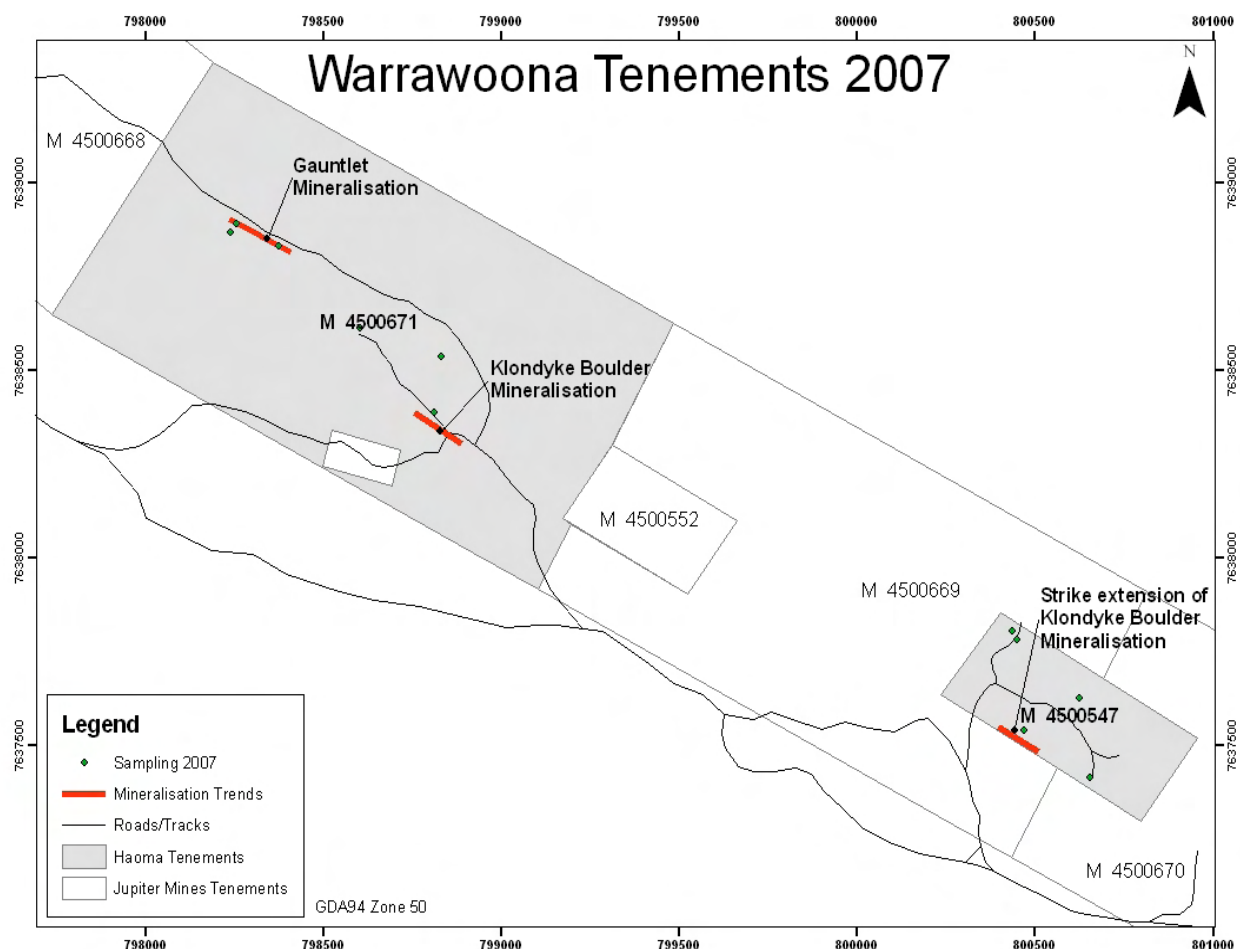 798000
798500
799000
799500
800000
800500
801000
Warrawoona Tenements 2007
N
M 4500668
Gauntlet
Mineralisation
7639000
7639000
M 4500671
Klondyke Boulder
Mineralisation
7638500
7638500
M 4500552
7638000
7638000
M 4500669
Strike extension of
Klondyke Boulder
Mineralisation
M 4500547
7637500
7637500
Legend
Sampling 2007
Mineralisation Trends
Roads/Tracks
Haoma Tenements
Jupiter Mines Tenements
GDA94 Zone 50
M 4500670
798000
798500
799000
799500
800000
800500
801000